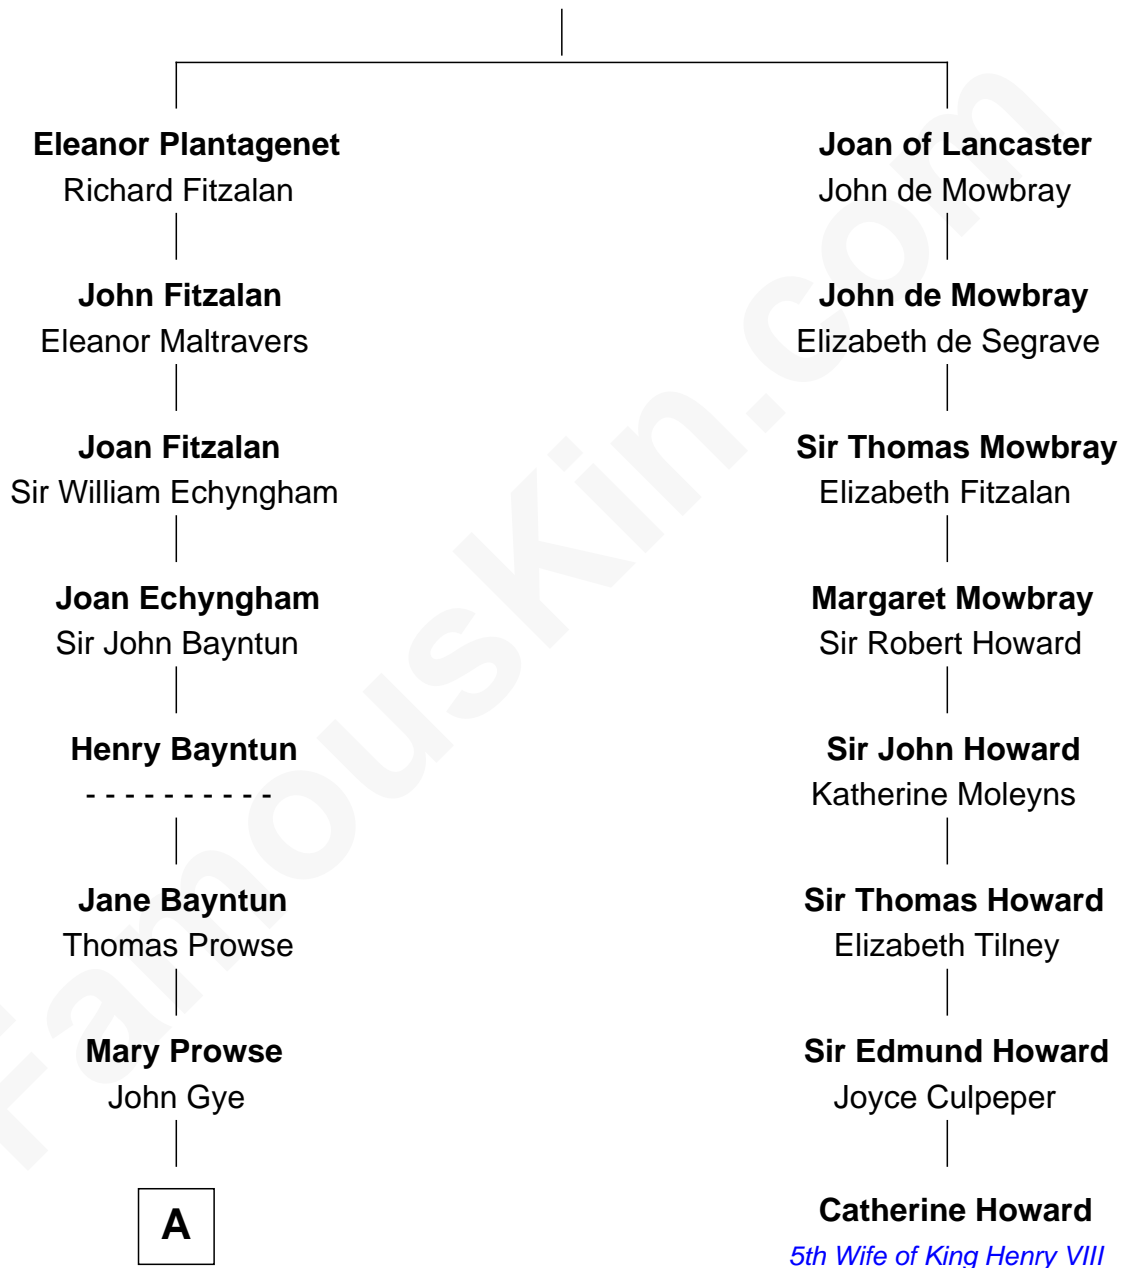 Eleanor Plantagenet
Richard Fitzalan
John Fitzalan
Eleanor Maltravers
Joan Fitzalan
Sir William Echyngham
Joan Echyngham
Sir John Bayntun
Henry Bayntun
- - - - - - - - - -
Jane Bayntun
Thomas Prowse
Mary Prowse
John Gye
A
Joan of Lancaster
John de Mowbray
John de Mowbray
Elizabeth de Segrave
Sir Thomas Mowbray
Elizabeth Fitzalan
Margaret Mowbray
Sir Robert Howard
Sir John Howard
Katherine Moleyns
Sir Thomas Howard
Elizabeth Tilney
Sir Edmund Howard
Joyce Culpeper
Catherine Howard
5th Wife of King Henry VIII
FamousKin.com